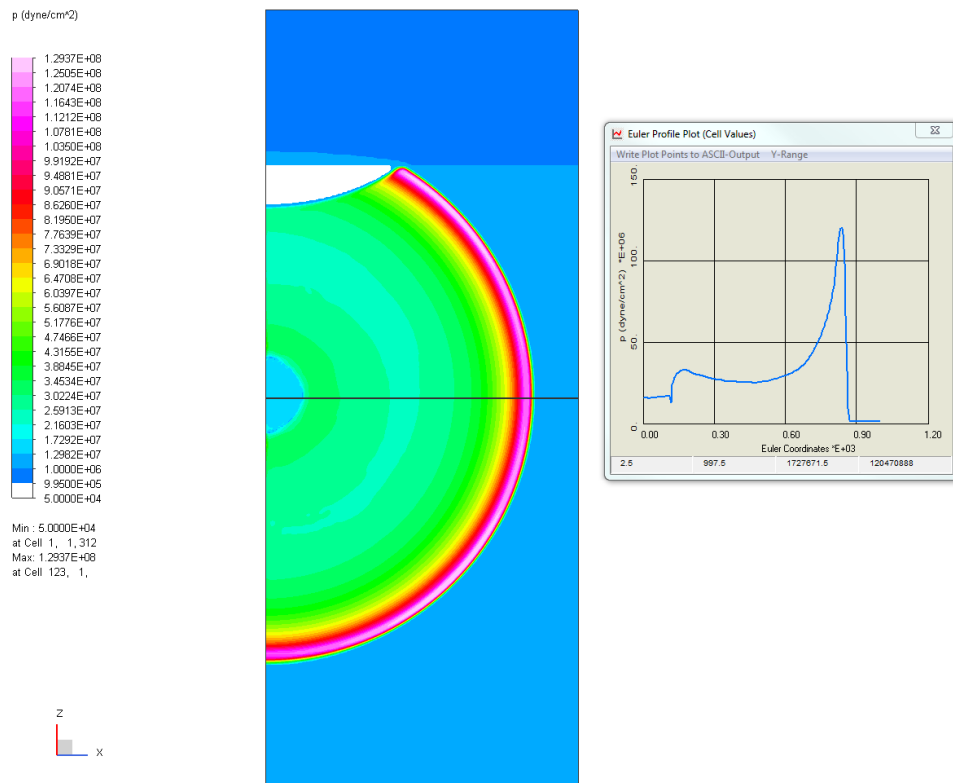 p (dyne/cm²)
1.2937E+08
1.2505E+08
1.2074E+08
1.1643E+08
1.1212E+08
1.0781E+08
1.0350E+08
9.9192E+07
9.4881E+07
9.0571E+07
8.6260E+07
8.1950E+07
7.7639E+07
7.3329E+07
6.9018E+07
6.4708E+07
6.0397E+07
5.6087E+07
5.1776E+07
4.7466E+07
4.3155E+07
3.8845E+07
3.4534E+07
3.0224E+07
2.5913E+07
2.1603E+07
1.7292E+07
1.2982E+07
1.0000E+06
9.9500E+05
5.0000E+04
Min : 5.0000E+04
at Cell 1, 1, 312
Max: 1.2937E+08
at Cell 123, 1,
Z
X
Euler Profile Plot (Cell Values)
Write Plot Points to ASCII-Output Y-Range
150.
100.
50.
0.
p (dyne/cm^2) *E+06
0.00 0.30 0.60 0.90 1.20
Euler Coordinates *E+03
2.5 997.5 1727671.5 120470888